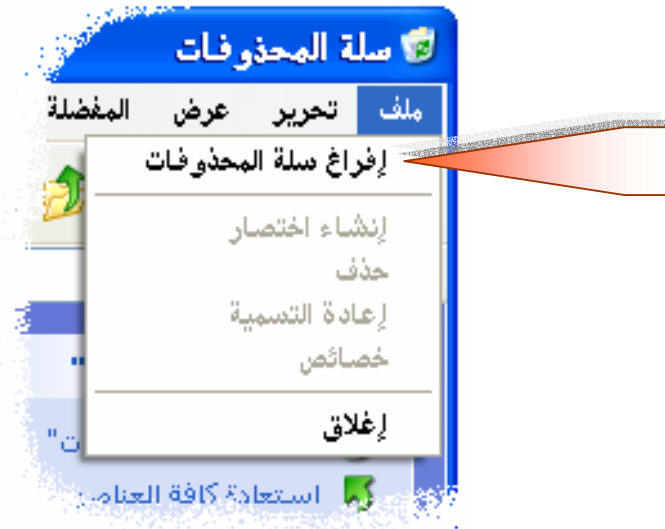 سلة المحذوفات
ملف تحرير عرض المفضلة
إفراغ سلة المحذوفات
إنشاء اختصار
حذف
إعادة التسمية
خصائص
إغلاق
ت"
استعادة كافة العناصر